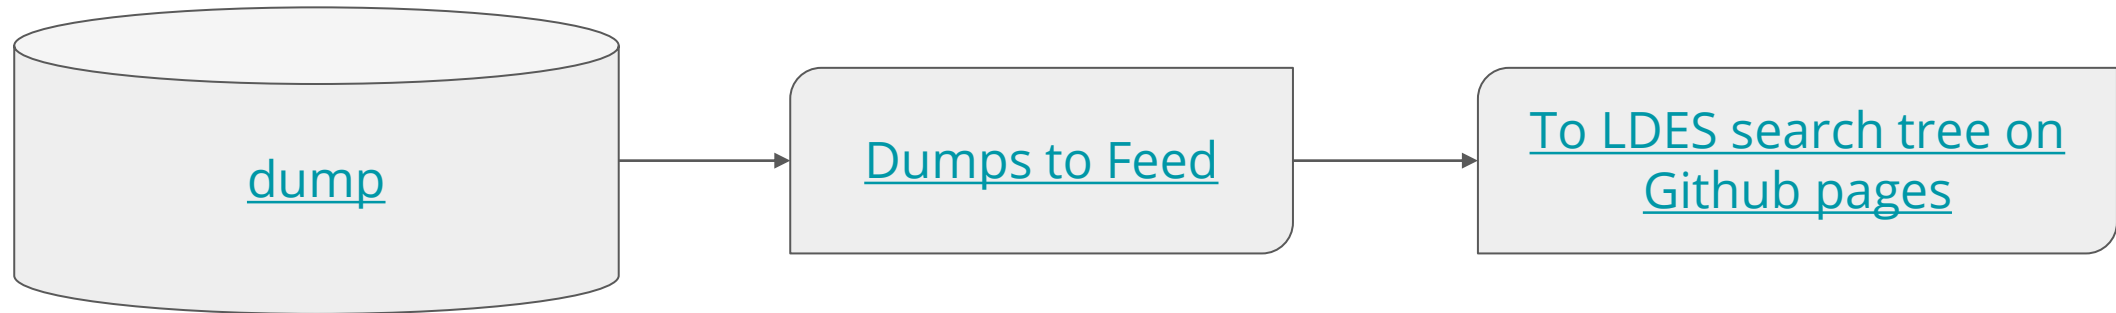 dump
Dumps to Feed
To LDES search tree on
Github pages